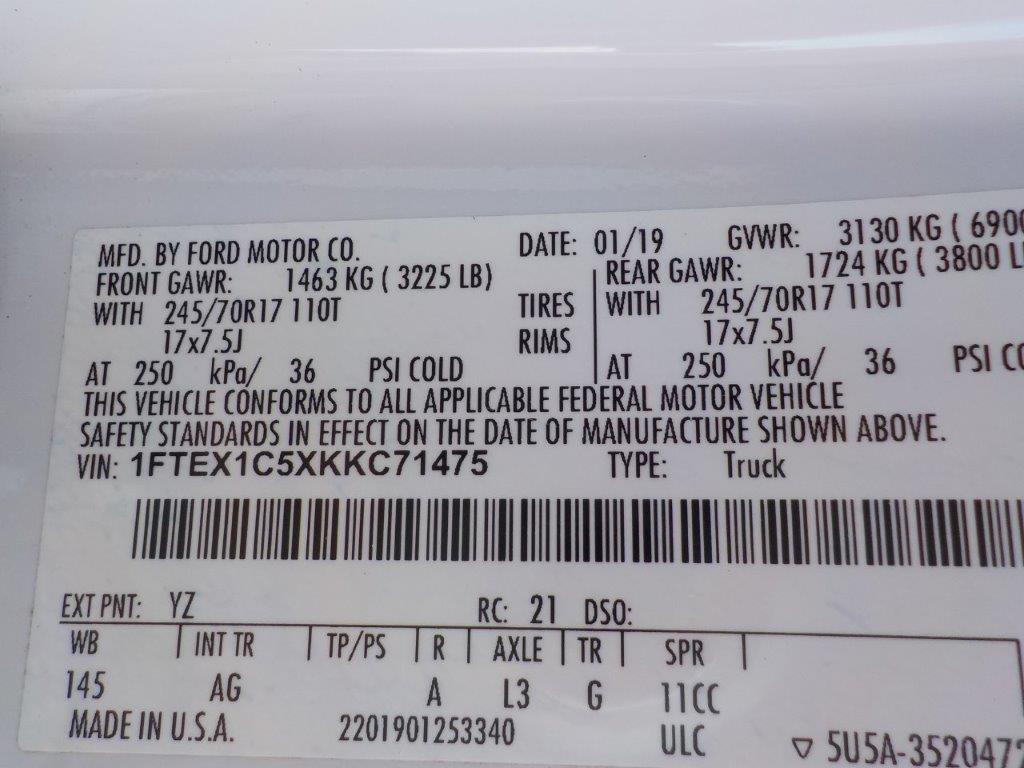 MFD. BY FORD MOTOR CO. DATE: 01/19 GVWR: 3130 KG ( 6900
FRONT GAWR: 1463 KG ( 3225 LB) REAR GAWR: 1724 KG ( 3800 L
WITH 245/70R17 110T TIRES WITH 245/70R17 110T
17x7.5J RIMS 17x7.5J
AT 250 kPa/ 36 PSI COLD AT 250 kPa/ 36 PSI CO
THIS VEHICLE CONFORMS TO ALL APPLICABLE FEDERAL MOTOR VEHICLE
SAFETY STANDARDS IN EFFECT ON THE DATE OF MANUFACTURE SHOWN ABOVE.
VIN: 1FTEX1C5XKKC71475 TYPE: Truck
EXT PNT: YZ RC: 21 DSO:
WB INT TR TP/PS R AXLE TR SPR
145 AG A L3 G 11CC
MADE IN U.S.A. 2201901253340 ULC ▽ 5U5A-3520472